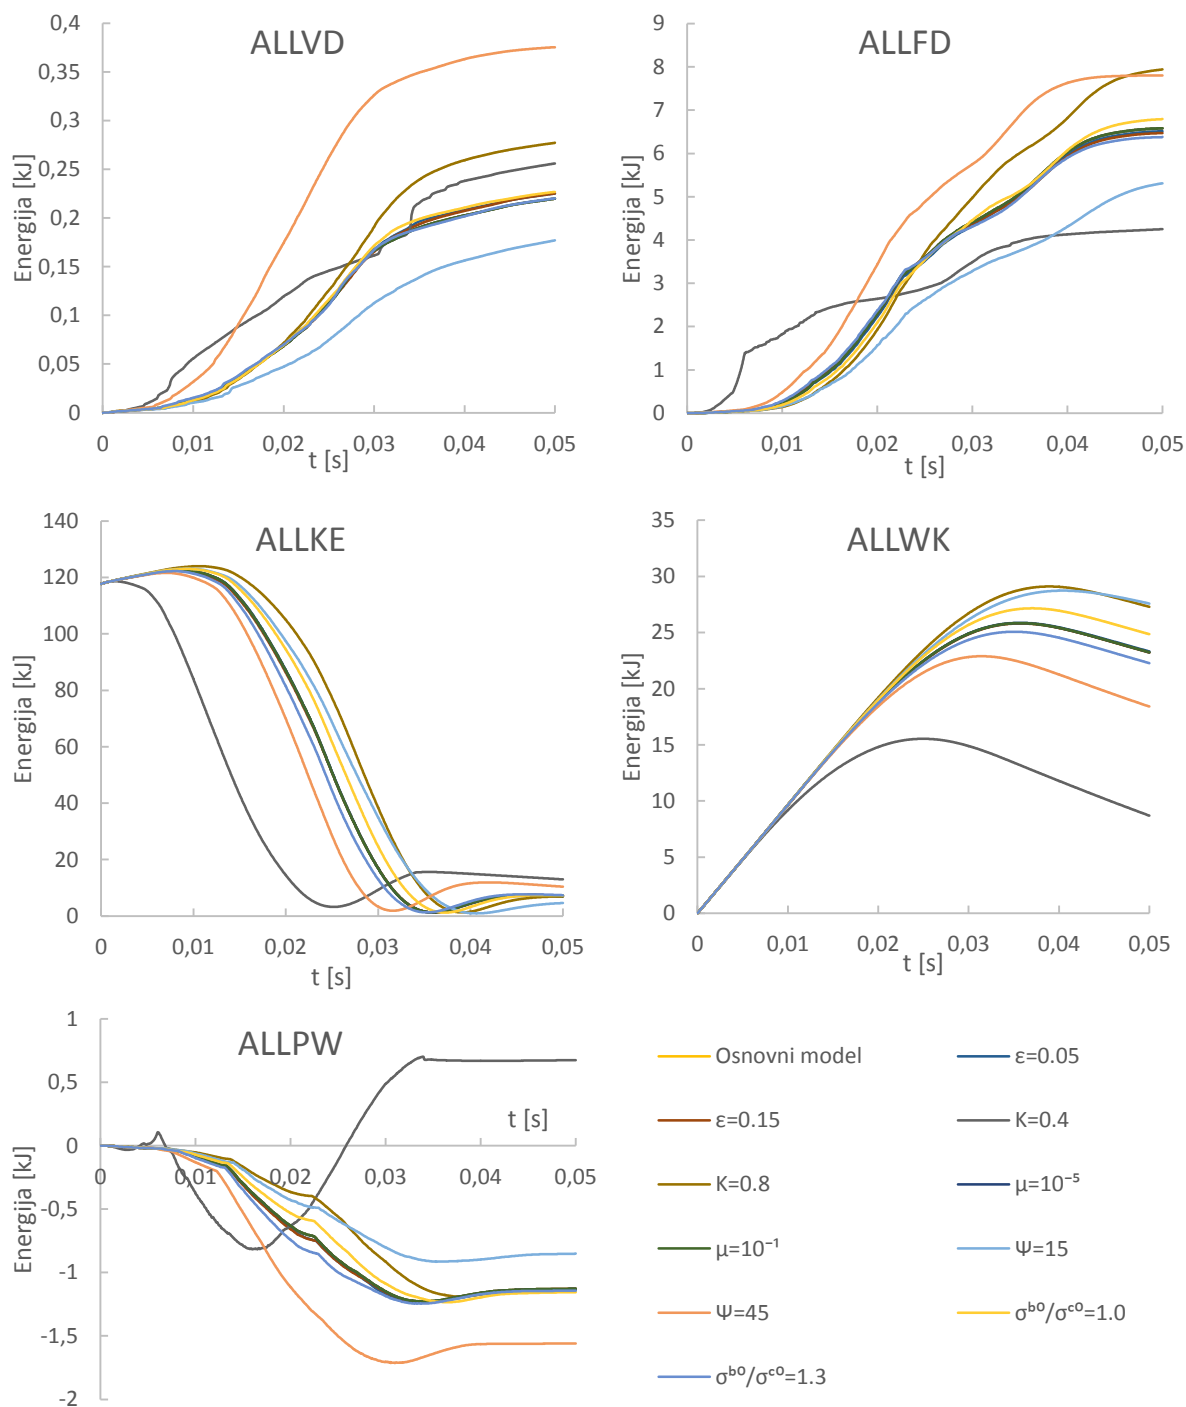 ALLVD
Energija [kJ]
0,4
0,35
0,3
0,25
0,2
0,15
0,1
0,05
0
0 0,01 0,02 0,03 0,04 0,05
t [s]
ALLFD
Energija [kJ]
9
8
7
6
5
4
3
2
1
0
0 0,01 0,02 0,03 0,04 0,05
t [s]
ALLKE
Energija [kJ]
140
120
100
80
60
40
20
0
0 0,01 0,02 0,03 0,04 0,05
t [s]
ALLWK
Energija [kJ]
35
30
25
20
15
10
5
0
0 0,01 0,02 0,03 0,04 0,05
t [s]
ALLPW
Energija [kJ]
1
0,5
0
-0,5
-1
-1,5
-2
t [s]
0 0,01 0,02 0,03 0,04 0,05
Osnovni model
ε=0.05
ε=0.15
K=0.4
K=0.8
μ=10⁻⁵
μ=10⁻¹
Ψ=15
Ψ=45
σᵇ⁰/σᶜ⁰=1.0
σᵇ⁰/σᶜ⁰=1.3